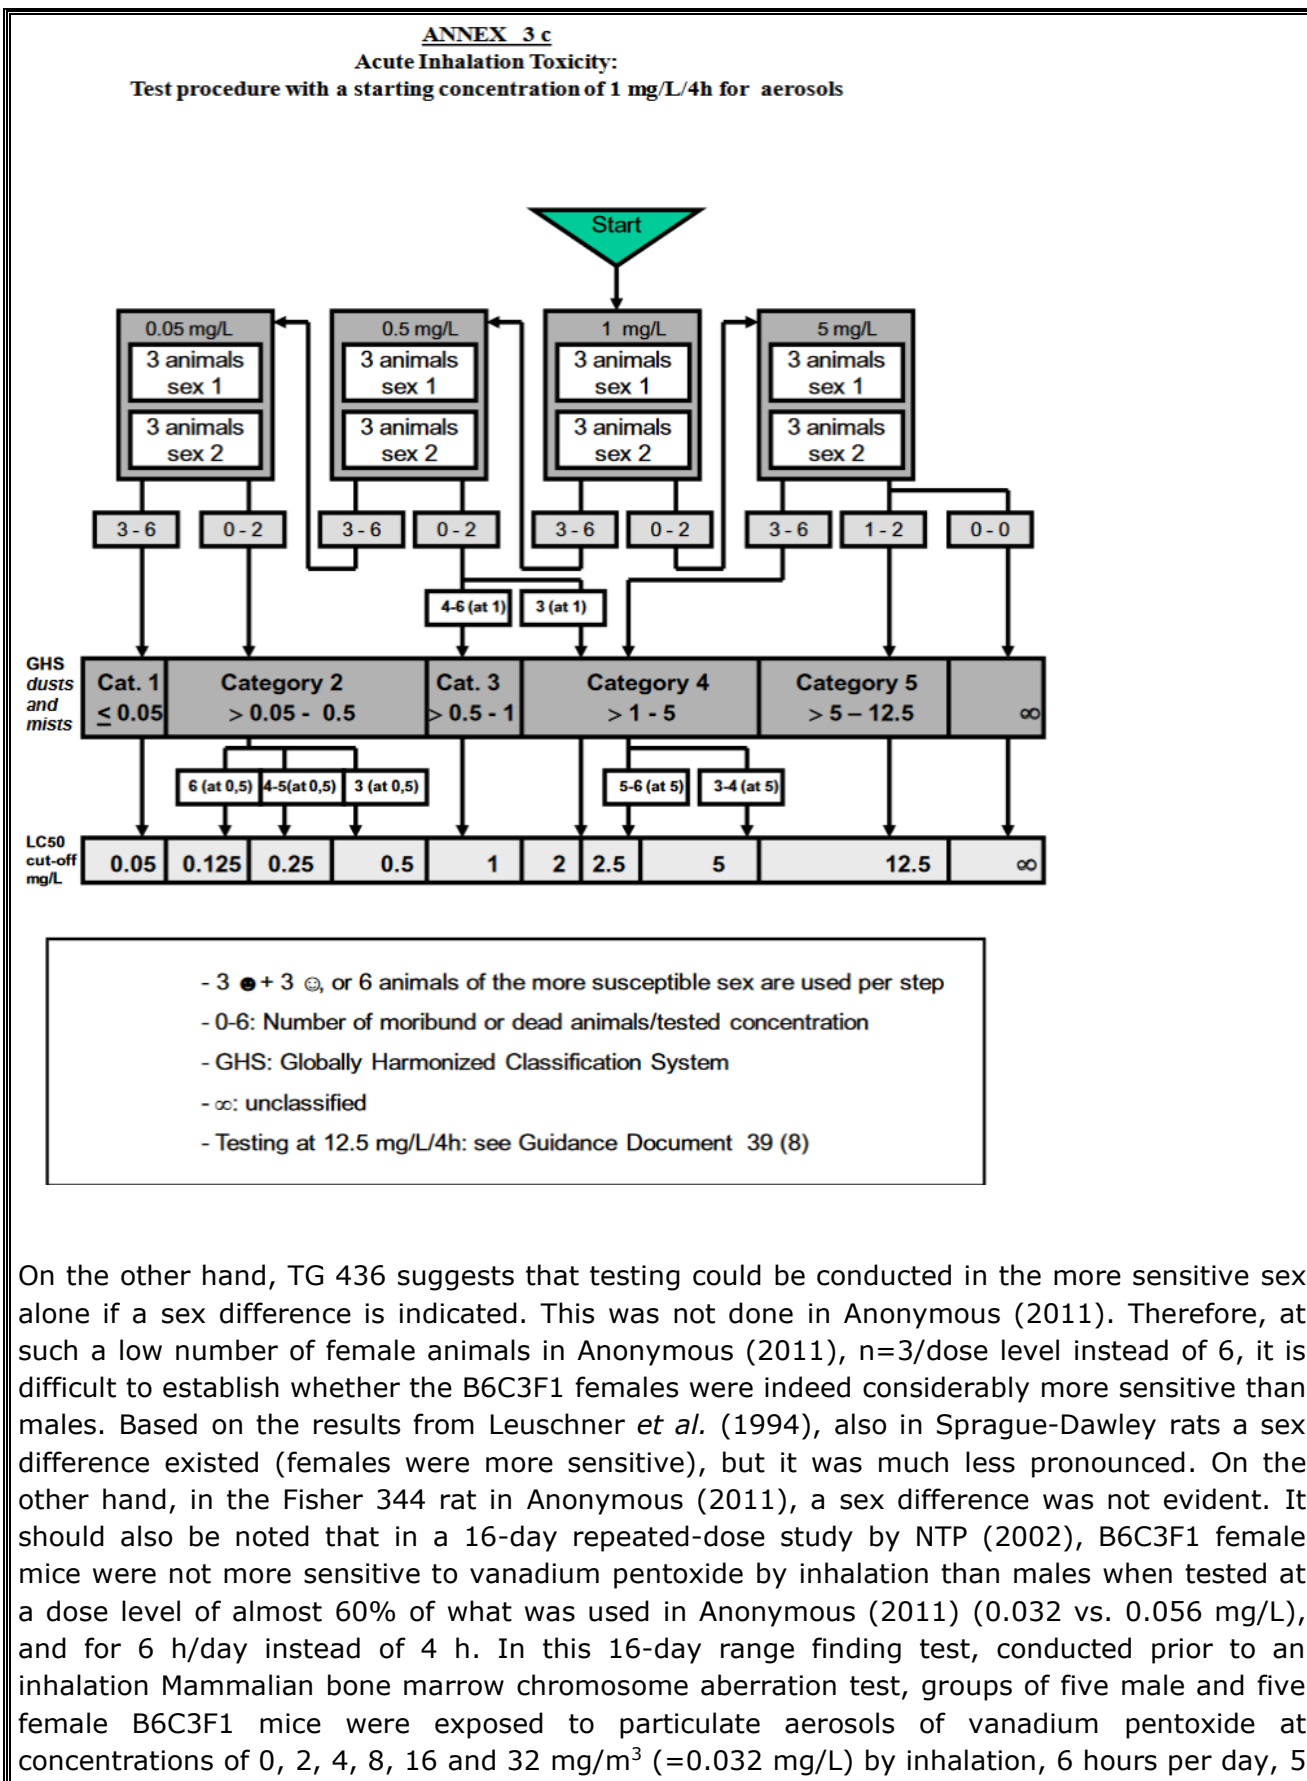 ANNEX 3 c
Acute Inhalation Toxicity:
Test procedure with a starting concentration of 1 mg/L/4h for aerosols
Start
0.05 mg/L
3 animals
sex 1
3 animals
sex 2
0.5 mg/L
3 animals
sex 1
3 animals
sex 2
1 mg/L
3 animals
sex 1
3 animals
sex 2
5 mg/L
3 animals
sex 1
3 animals
sex 2
3 - 6
0 - 2
3 - 6
0 - 2
3 - 6
0 - 2
3 - 6
1 - 2
0 - 0
4-6 (at 1)
3 (at 1)
GHS
dusts
and
mists
Cat. 1
≤ 0.05
Category 2
> 0.05 - 0.5
Cat. 3
> 0.5 - 1
Category 4
> 1 - 5
Category 5
> 5 – 12.5
∞
6 (at 0,5)
4-5(at 0,5)
3 (at 0,5)
5-6 (at 5)
3-4 (at 5)
LC50
cut-off
mg/L
0.05
0.125
0.25
0.5
1
2
2.5
5
12.5
∞
- 3 ☻+ 3 ☺, or 6 animals of the more susceptible sex are used per step
- 0-6: Number of moribund or dead animals/tested concentration
- GHS: Globally Harmonized Classification System
- ∞: unclassified
- Testing at 12.5 mg/L/4h: see Guidance Document 39 (8)
On the other hand, TG 436 suggests that testing could be conducted in the more sensitive sex
alone if a sex difference is indicated. This was not done in Anonymous (2011). Therefore, at
such a low number of female animals in Anonymous (2011), n=3/dose level instead of 6, it is
difficult to establish whether the B6C3F1 females were indeed considerably more sensitive than
males. Based on the results from Leuschner et al. (1994), also in Sprague-Dawley rats a sex
difference existed (females were more sensitive), but it was much less pronounced. On the
other hand, in the Fisher 344 rat in Anonymous (2011), a sex difference was not evident. It
should also be noted that in a 16-day repeated-dose study by NTP (2002), B6C3F1 female
mice were not more sensitive to vanadium pentoxide by inhalation than males when tested at
a dose level of almost 60% of what was used in Anonymous (2011) (0.032 vs. 0.056 mg/L),
and for 6 h/day instead of 4 h. In this 16-day range finding test, conducted prior to an
inhalation Mammalian bone marrow chromosome aberration test, groups of five male and five
female B6C3F1 mice were exposed to particulate aerosols of vanadium pentoxide at
concentrations of 0, 2, 4, 8, 16 and 32 mg/m³ (=0.032 mg/L) by inhalation, 6 hours per day, 5